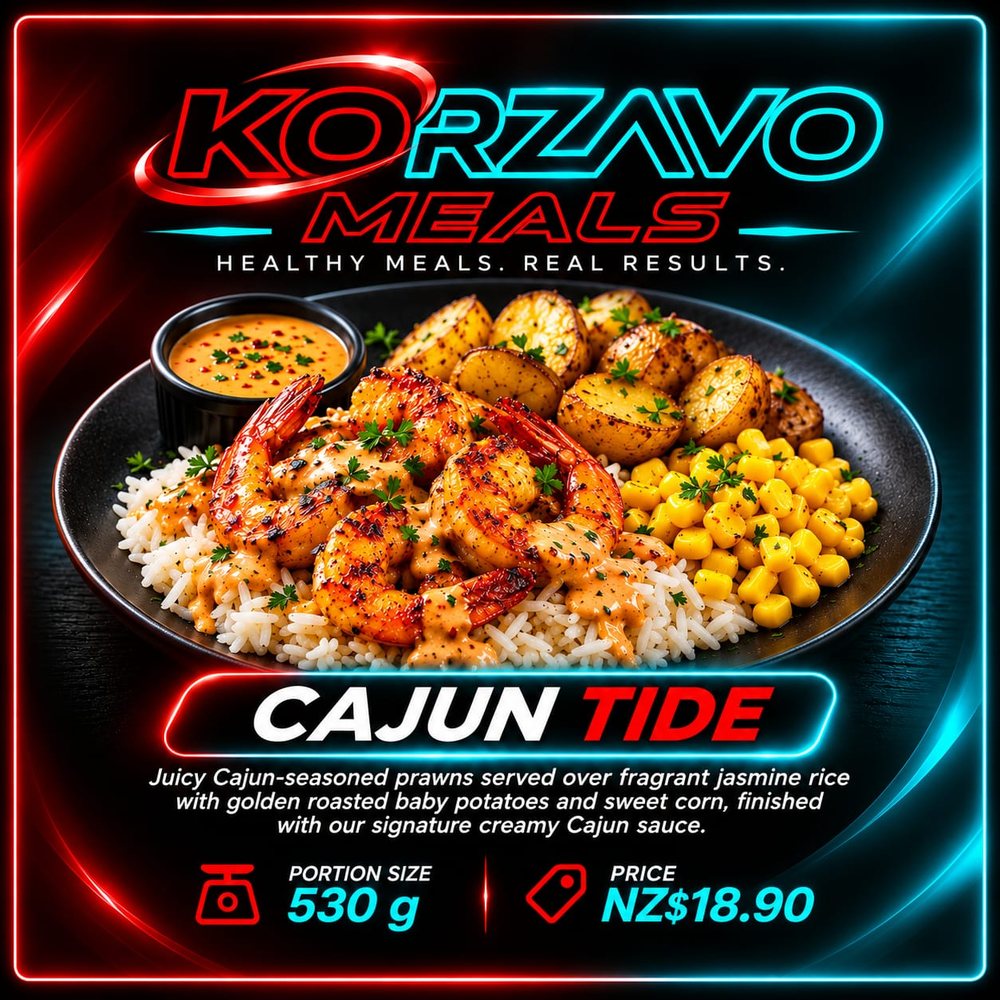 KORZAVO
MEALS
HEALTHY MEALS. REAL RESULTS.
CAJUN TIDE
Juicy Cajun-seasoned prawns served over fragrant jasmine rice
with golden roasted baby potatoes and sweet corn, finished
with our signature creamy Cajun sauce.
PORTION SIZE
530 g
PRICE
NZ$18.90